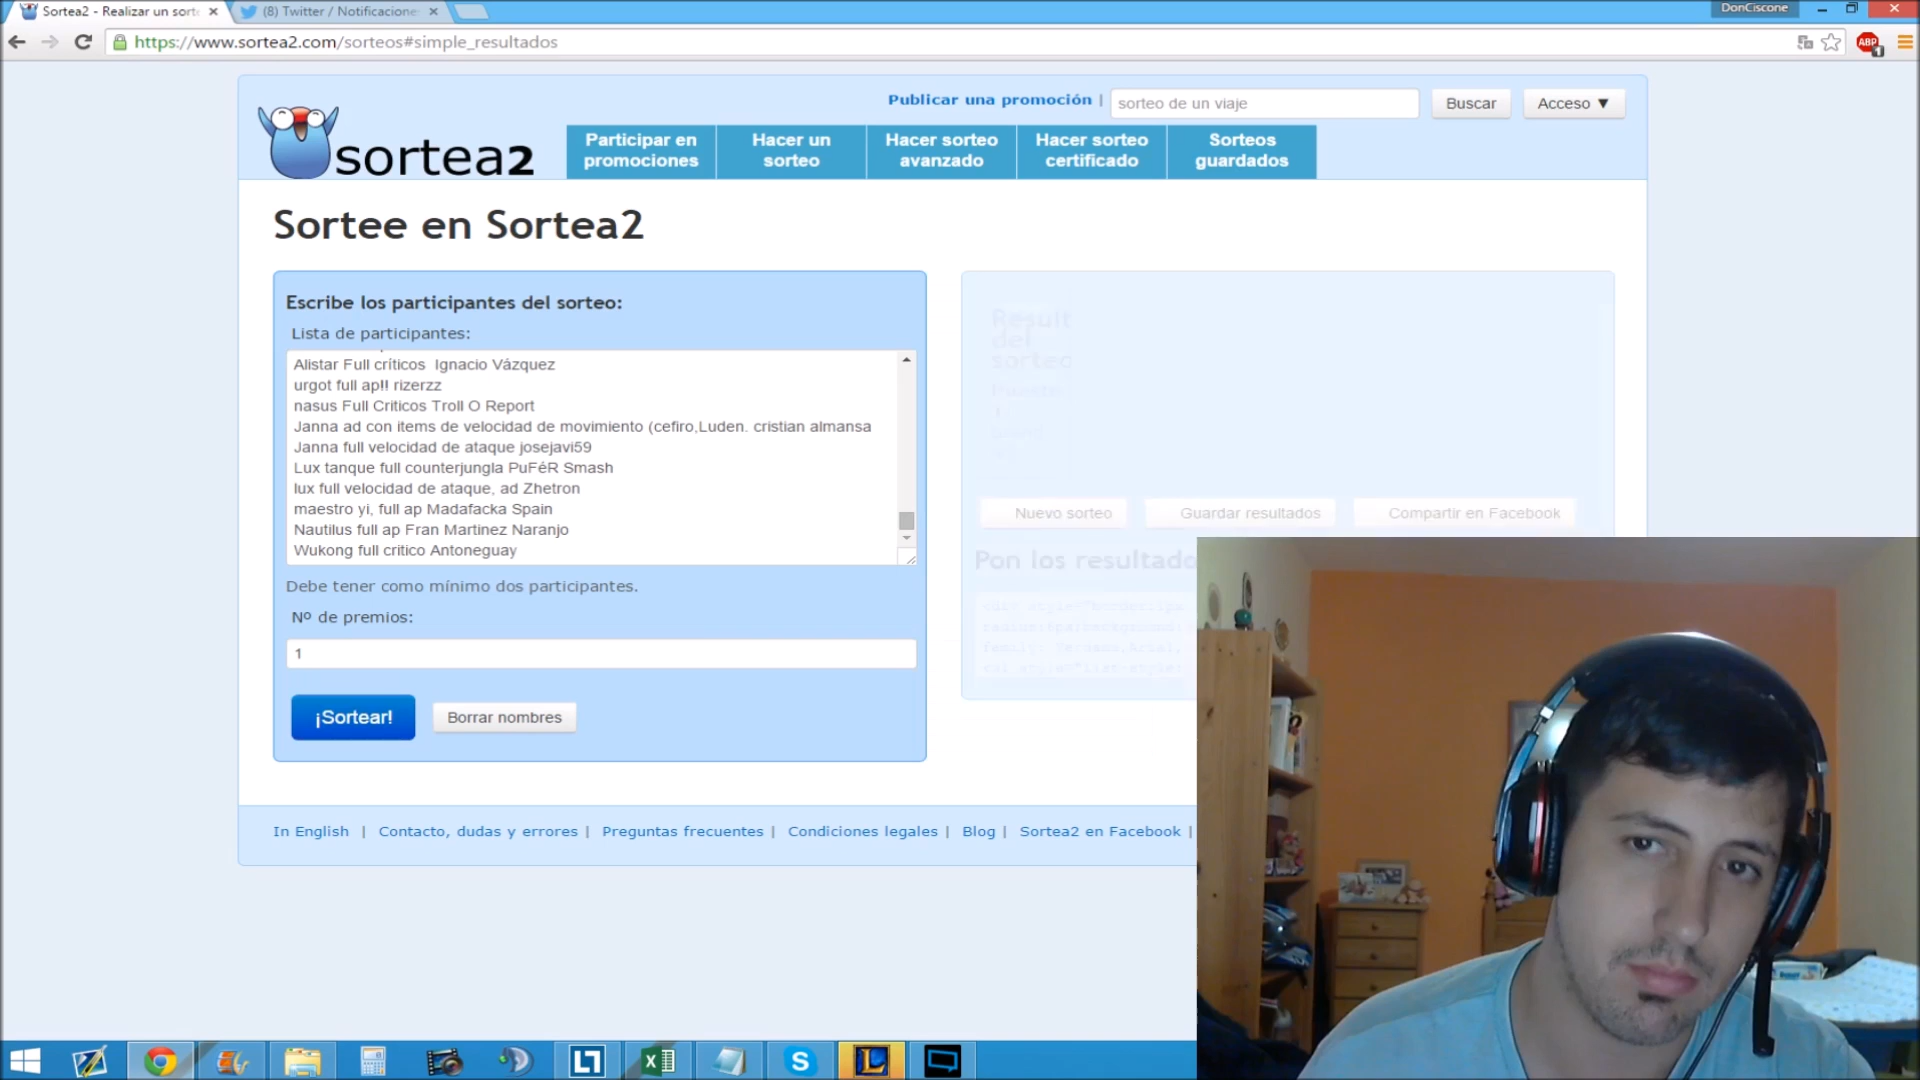 Sortea2 - Realizar un sort
(8) Twitter / Notificacione
DonCiscone
https://www.sortea2.com/sorteos#simple_resultados
ABP
1
Publicar una promoción |
sorteo de un viaje
Buscar
Acceso ▼
sortea2
Participar en promociones
Hacer un sorteo
Hacer sorteo avanzado
Hacer sorteo certificado
Sorteos guardados
Sortee en Sortea2
Escribe los participantes del sorteo:
Lista de participantes:
Alistar Full críticos  Ignacio Vázquez
urgot full ap!! rizerzz
nasus Full Criticos Troll O Report
Janna ad con items de velocidad de movimiento (cefiro,Luden. cristian almansa
Janna full velocidad de ataque josejavi59
Lux tanque full counterjungla PuFéR Smash
lux full velocidad de ataque, ad Zhetron
maestro yi, full ap Madafacka Spain
Nautilus full ap Fran Martinez Naranjo
Wukong full critico Antoneguay
Debe tener como mínimo dos participantes.
Nº de premios:
1
¡Sortear!
Borrar nombres
Result
del
sorteo
Nuevo sorteo
Guardar resultados
Compartir en Facebook
Pon los resultado
In English | Contacto, dudas y errores | Preguntas frecuentes | Condiciones legales | Blog | Sortea2 en Facebook |